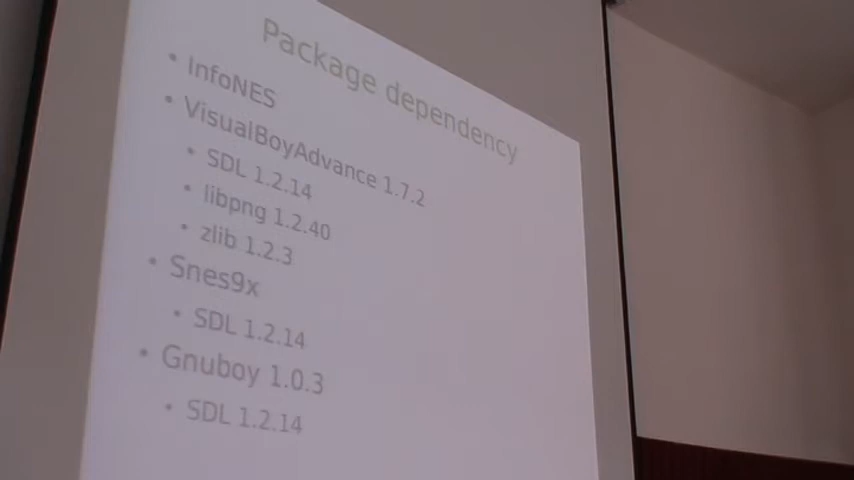 Package dependency
• InfoNES
• VisualBoyAdvance 1.7.2
• SDL 1.2.14
• libpng 1.2.40
• zlib 1.2.3
• Snes9x
• SDL 1.2.14
• Gnuboy 1.0.3
• SDL 1.2.14